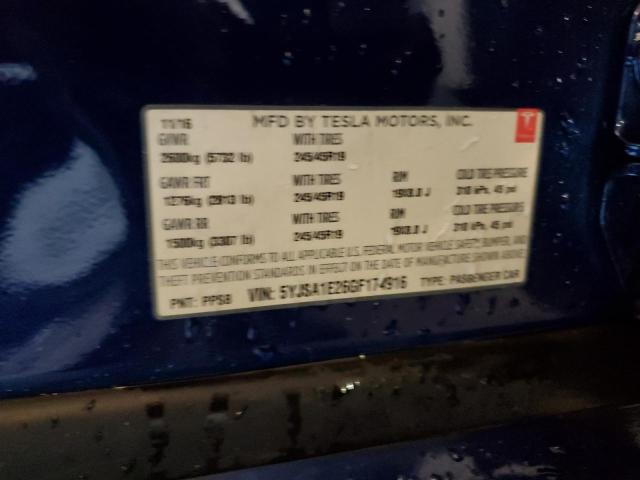 11/16 MFD BY TESLA MOTORS, INC.
GVWR WITH TIRES
2600kg (5732 lb) 245/45R19
GAWR FRT WITH TIRES RIM COLD TIRE PRESSURE
1276kg (2813 lb) 245/45R19 19X8.0 J 310 kPa, 45 psi
GAWR RR WITH TIRES RIM COLD TIRE PRESSURE
1500kg (3307 lb) 245/45R19 19X8.0 J 310 kPa, 45 psi
THIS VEHICLE CONFORMS TO ALL APPLICABLE U.S. FEDERAL MOTOR VEHICLE SAFETY, BUMPER, AND
THEFT PREVENTION STANDARDS IN EFFECT ON THE DATE OF MANUFACTURE SHOWN ABOVE.
PNT: PPSB VIN: 5YJSA1E26GF174916 TYPE: PASSENGER CAR